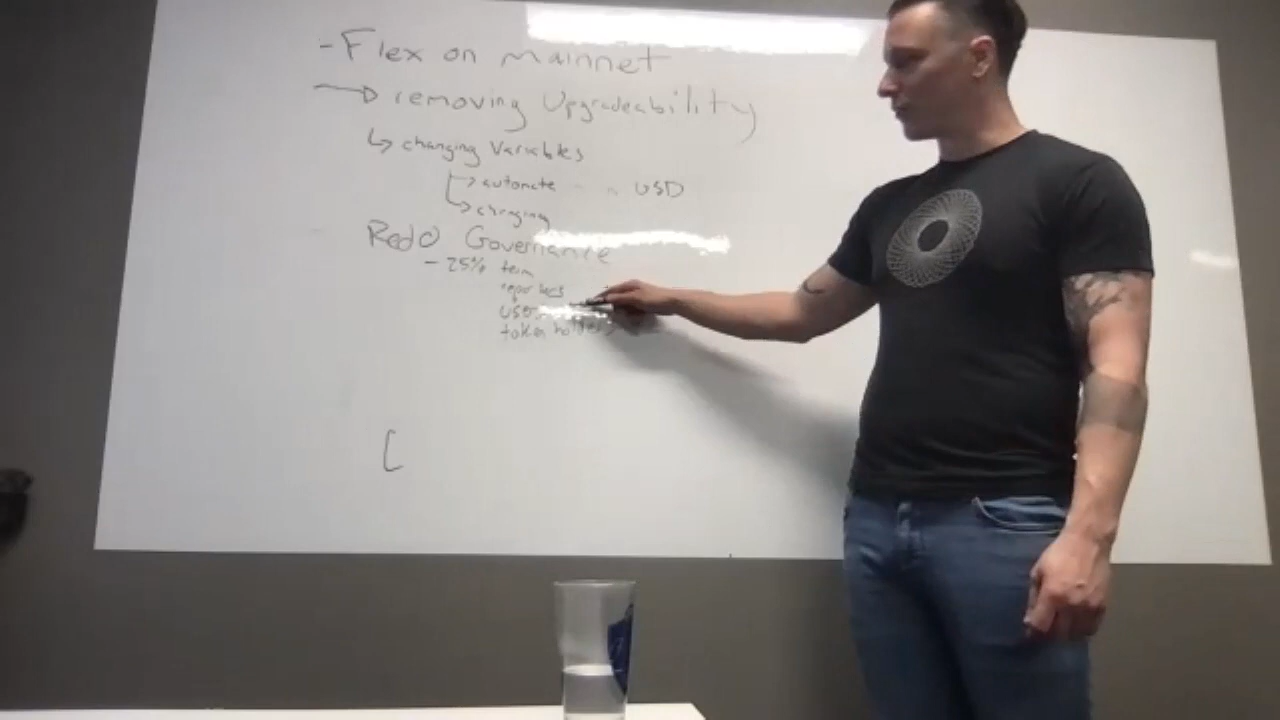 - Flex on mainnet
→ removing Upgradeability
↳ changing Variables
→ automate USD
↳ changing
Redo Governance
- 25% team
reporters
token holders
[